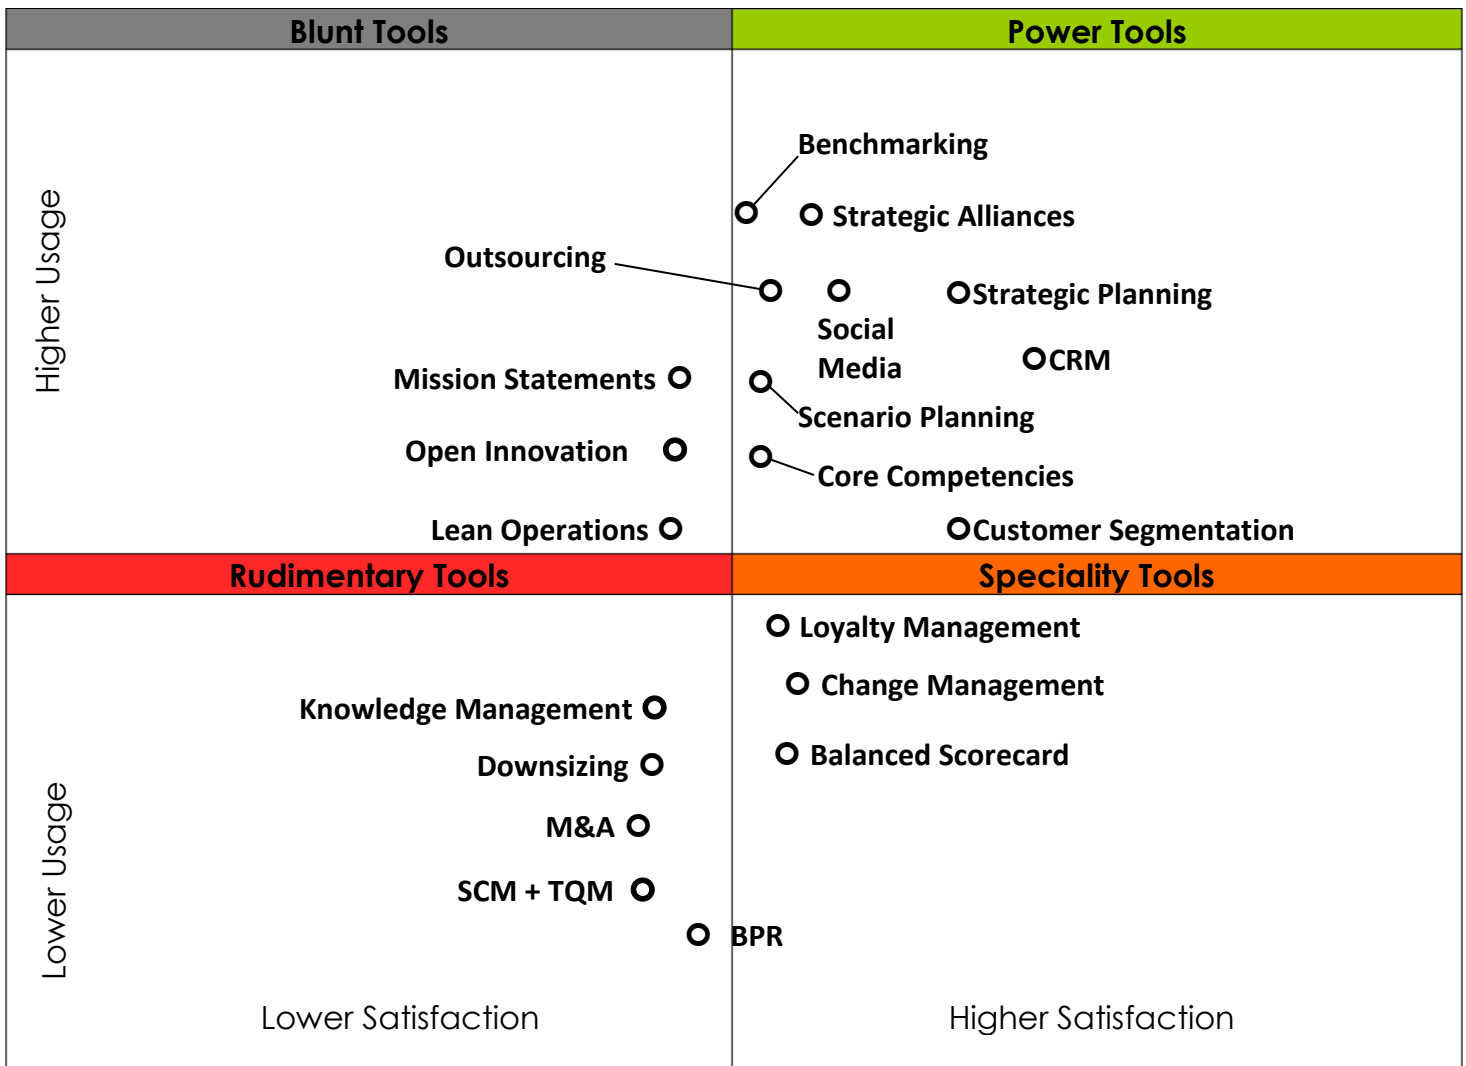 Blunt Tools
Power Tools
Higher Usage
Benchmarking
Strategic Alliances
Outsourcing
Strategic Planning
Social
Media
CRM
Mission Statements
Scenario Planning
Open Innovation
Core Competencies
Lean Operations
Customer Segmentation
Rudimentary Tools
Speciality Tools
Loyalty Management
Change Management
Knowledge Management
Balanced Scorecard
Downsizing
M&A
SCM + TQM
BPR
Lower Usage
Lower Satisfaction
Higher Satisfaction